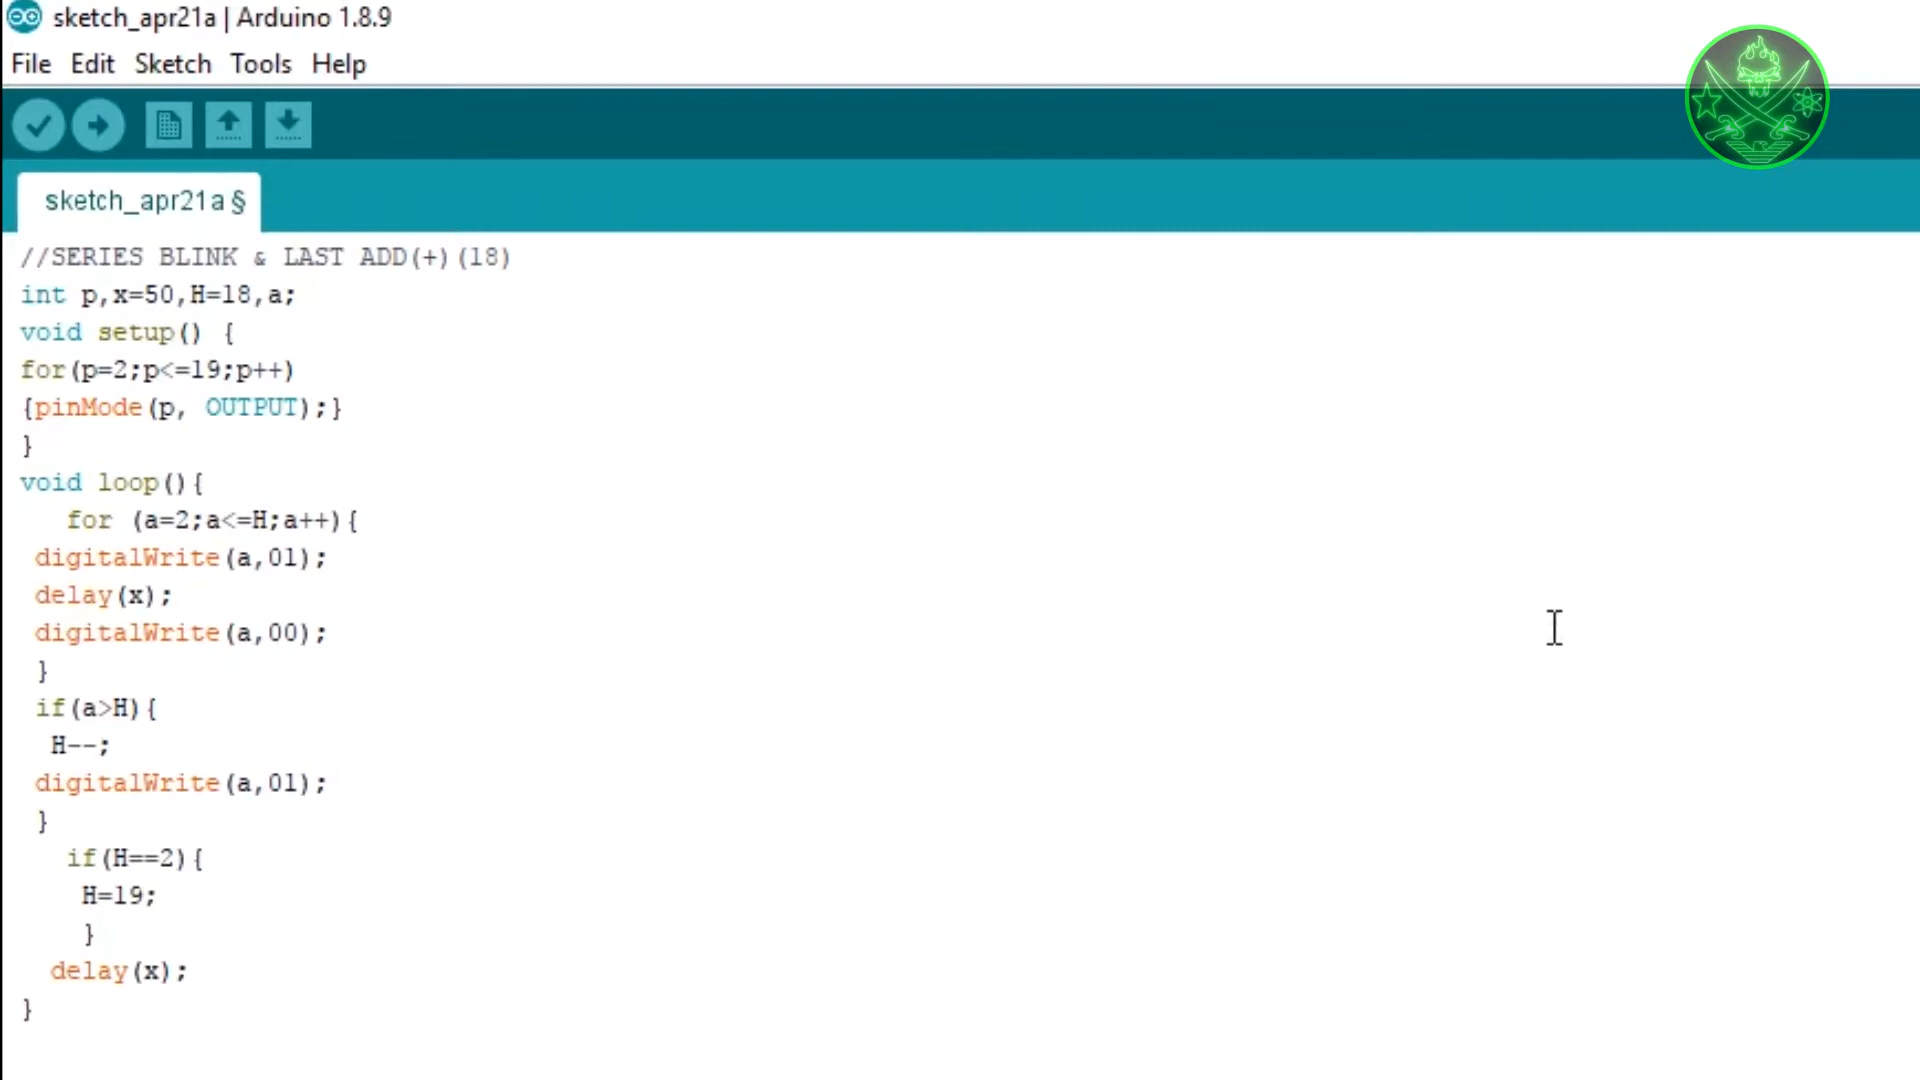 sketch_apr21a | Arduino 1.8.9
File Edit Sketch Tools Help
sketch_apr21a §
//SERIES BLINK & LAST ADD(+)(18)
int p,x=50,H=18,a;
void setup() {
for(p=2;p<=19;p++)
{pinMode(p, OUTPUT);}
}
void loop(){
for (a=2;a<=H;a++){
digitalWrite(a,01);
delay(x);
digitalWrite(a,00);
}
if(a>H){
H--;
digitalWrite(a,01);
}
if(H==2){
H=19;
}
delay(x);
}